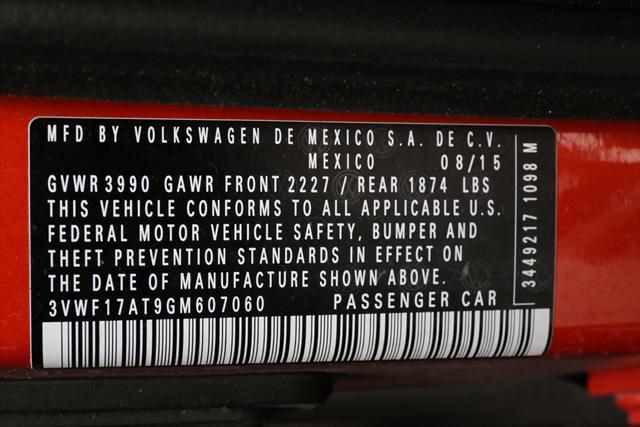 MFD BY VOLKSWAGEN DE MEXICO S.A. DE C.V.
MEXICO 08/15
GVWR3990 GAWR FRONT 2227 / REAR 1874 LBS
THIS VEHICLE CONFORMS TO ALL APPLICABLE U.S.
FEDERAL MOTOR VEHICLE SAFETY, BUMPER AND
THEFT PREVENTION STANDARDS IN EFFECT ON
THE DATE OF MANUFACTURE SHOWN ABOVE.
3VWF17AT9GM607060 PASSENGER CAR
3449217 1098 M